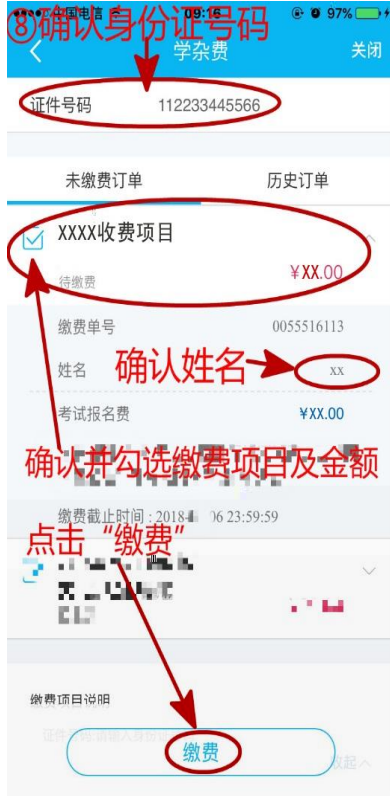 ⑧确认身份证号码
中国电信 09:16 97%
学杂费 关闭
证件号码 112233445566
未缴费订单 历史订单
XXXX收费项目
待缴费 ¥XX.00
缴费单号 0055516113
姓名 确认姓名 xx
考试报名费 ¥XX.00
确认并勾选缴费项目及金额
缴费截止时间 : 2018- 06 23:59:59
点击“缴费”
缴费项目说明
缴费
收起